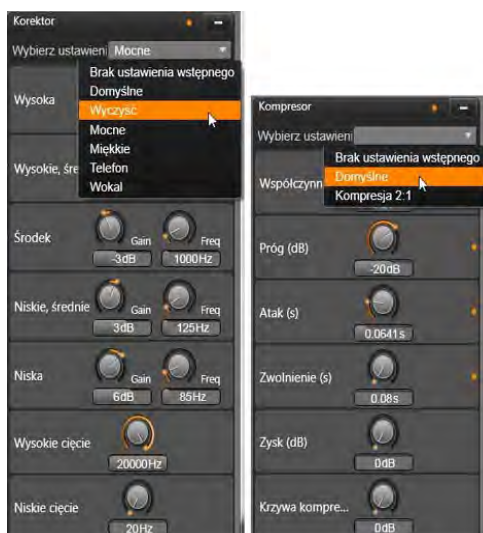 Korektor
Wybierz ustawieni Mocne
Brak ustawienia wstępnego
Domyślne
Wyczyść
Mocne
Miękkie
Telefon
Wokal
Wysoka
Wysokie, śre
Środek Gain Freq
-3dB 1000Hz
Niskie, średnie Gain Freq
3dB 125Hz
Niska Gain Freq
6dB 85Hz
Wysokie cięcie
20000Hz
Niskie cięcie
20Hz
Kompresor
Wybierz ustawieni
Brak ustawienia wstępnego
Domyślne
Kompresja 2:1
Współczynn
Próg (dB)
-20dB
Atak (s)
0.0641s
Zwolnienie (s)
0.08s
Zysk (dB)
0dB
Krzywa kompre...
0dB